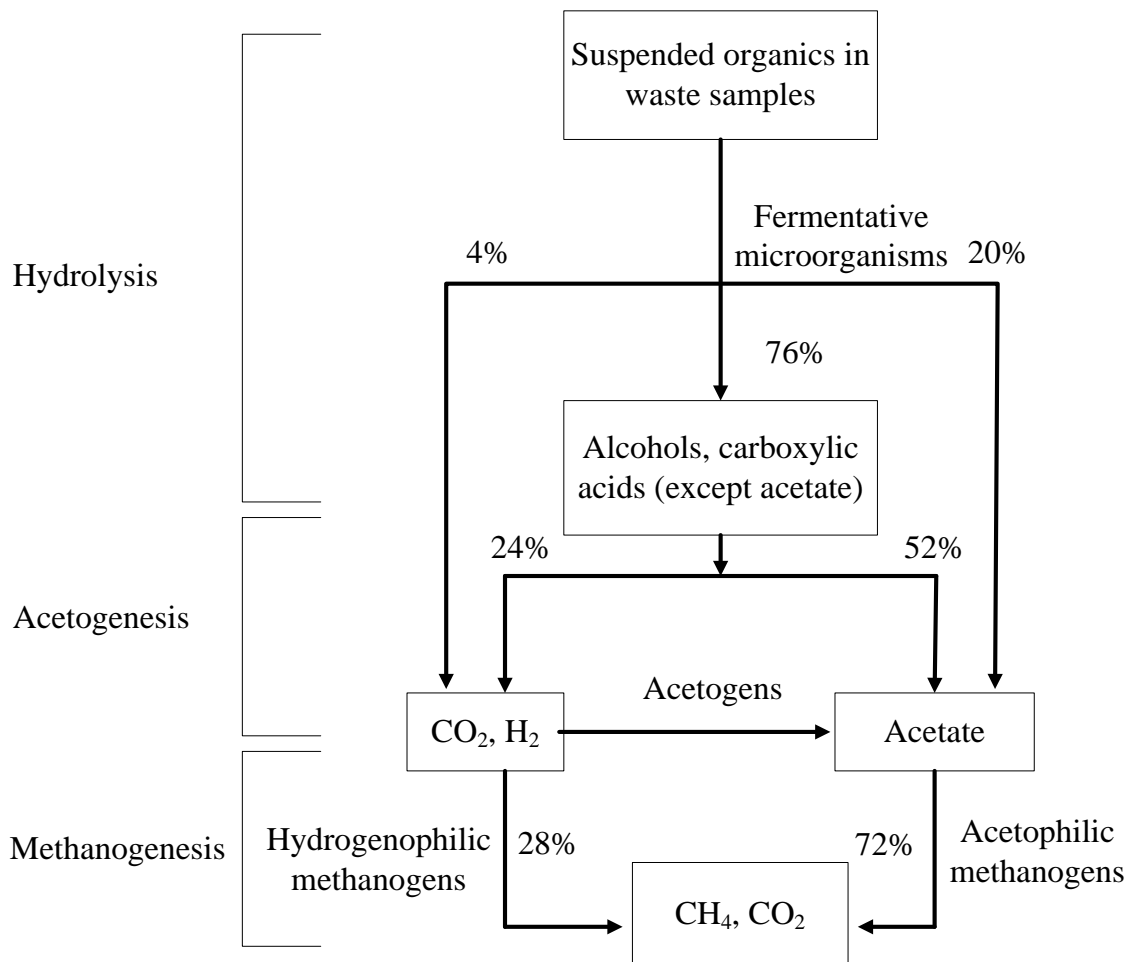 Suspended organics in
waste samples
Fermentative
microorganisms
4%
20%
Hydrolysis
76%
Alcohols, carboxylic
acids (except acetate)
24%
52%
Acetogenesis
Acetogens
CO₂, H₂
Acetate
Methanogenesis
Hydrogenophilic
methanogens
28%
72%
Acetophilic
methanogens
CH₄, CO₂